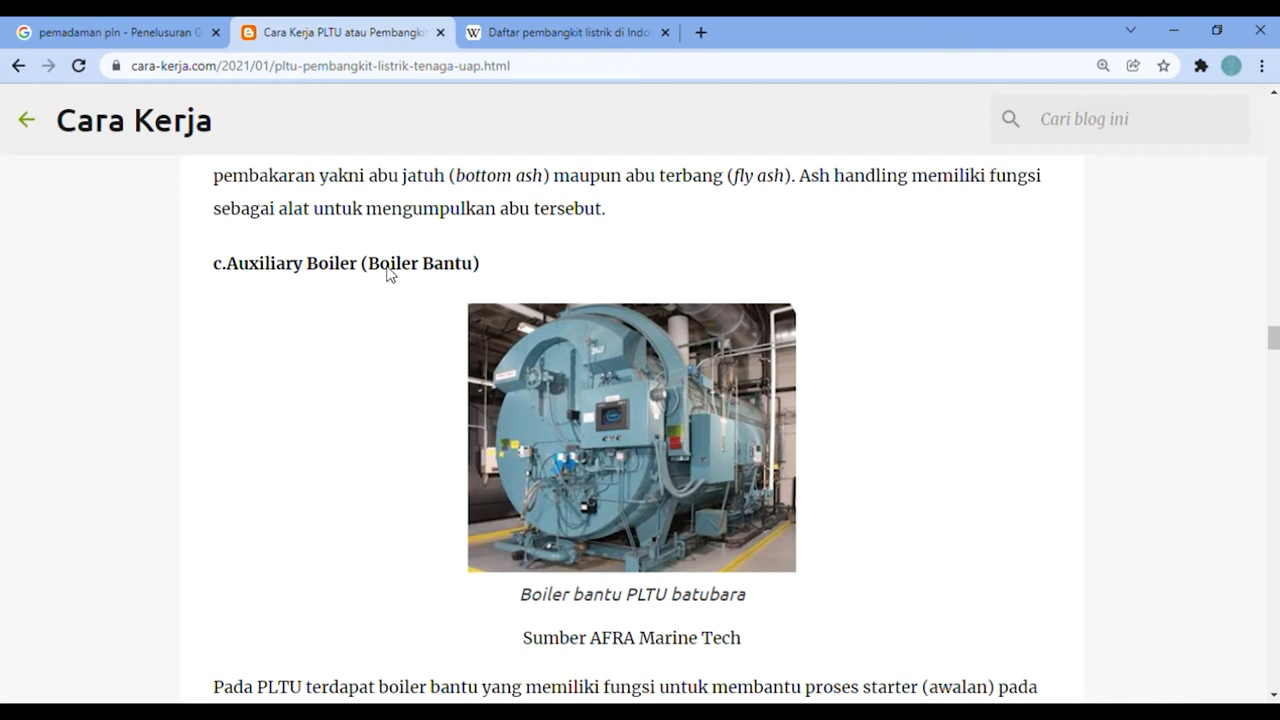 pemadaman pln - Penelusuran G
Cara Kerja PLTU atau Pembangkit
Daftar pembangkit listrik di Indo
cara-kerja.com/2021/01/pltu-pembangkit-listrik-tenaga-uap.html
Cara Kerja
Cari blog ini
pembakaran yakni abu jatuh (bottom ash) maupun abu terbang (fly ash). Ash handling memiliki fungsi
sebagai alat untuk mengumpulkan abu tersebut.
c.Auxiliary Boiler (Boiler Bantu)
Boiler bantu PLTU batubara
Sumber AFRA Marine Tech
Pada PLTU terdapat boiler bantu yang memiliki fungsi untuk membantu proses starter (awalan) pada